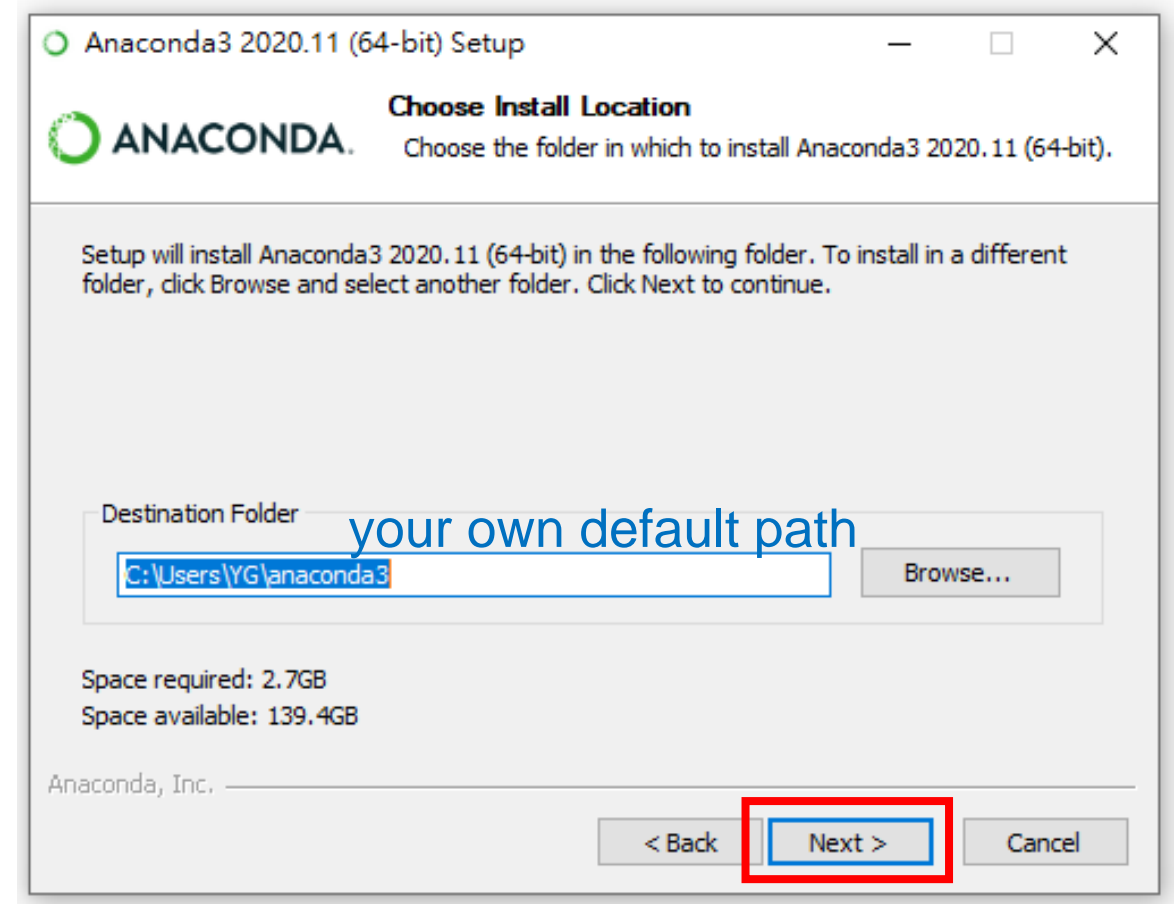 Anaconda3 2020.11 (64-bit) Setup
ANACONDA.
Choose Install Location
Choose the folder in which to install Anaconda3 2020.11 (64-bit).
Setup will install Anaconda3 2020.11 (64-bit) in the following folder. To install in a different
folder, click Browse and select another folder. Click Next to continue.
Destination Folder
your own default path
C:\Users\YG\anaconda3
Browse...
Space required: 2.7GB
Space available: 139.4GB
Anaconda, Inc.
< Back
Next >
Cancel